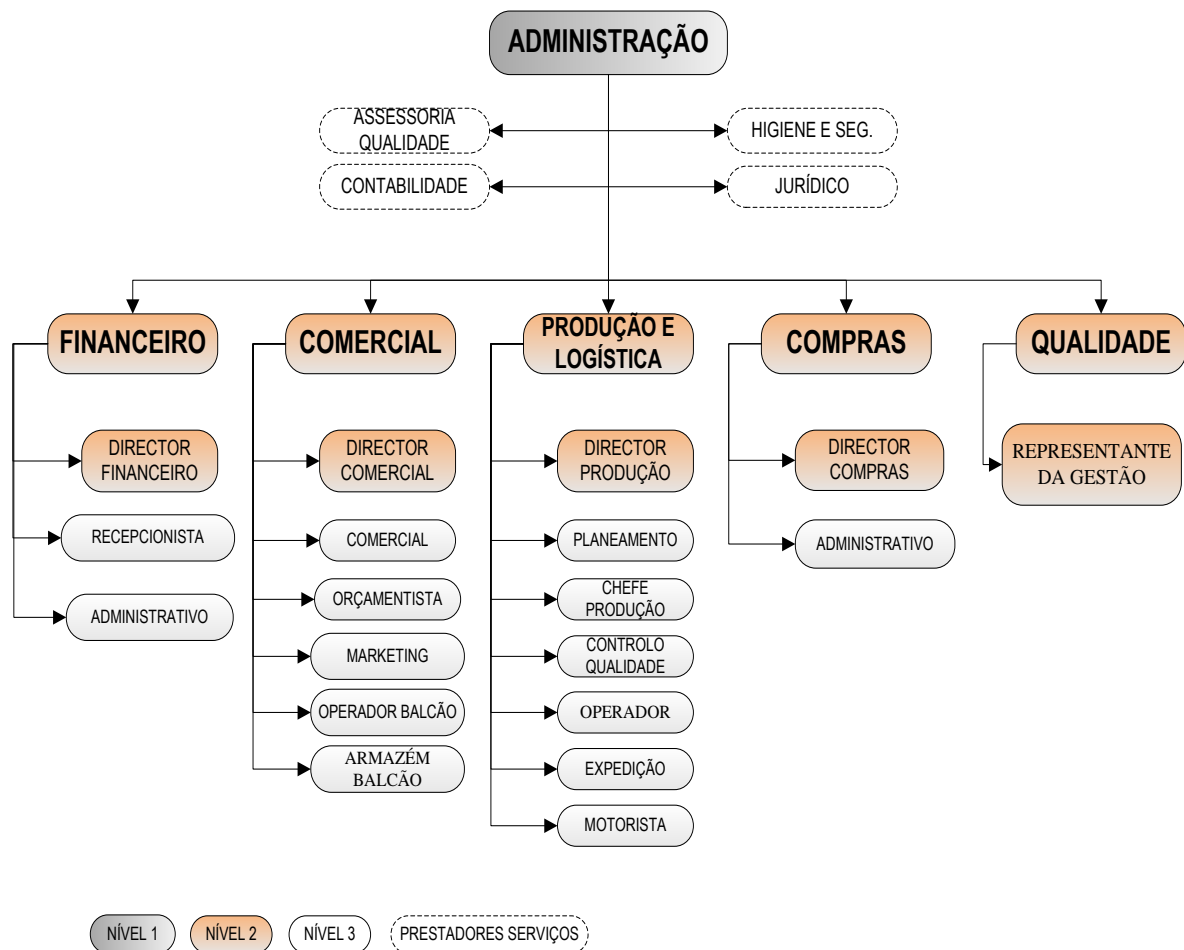 ADMINISTRAÇÃO
ASSESSORIA
QUALIDADE
HIGIENE E SEG.
CONTABILIDADE
JURÍDICO
FINANCEIRO
COMERCIAL
PRODUÇÃO E
LOGÍSTICA
COMPRAS
QUALIDADE
DIRECTOR
FINANCEIRO
RECEPCIONISTA
ADMINISTRATIVO
DIRECTOR
COMERCIAL
COMERCIAL
ORÇAMENTISTA
MARKETING
OPERADOR BALCÃO
ARMAZÉM
BALCÃO
DIRECTOR
PRODUÇÃO
PLANEAMENTO
CHEFE
PRODUÇÃO
CONTROLO
QUALIDADE
OPERADOR
EXPEDIÇÃO
MOTORISTA
DIRECTOR
COMPRAS
ADMINISTRATIVO
REPRESENTANTE
DA GESTÃO
NÍVEL 1
NÍVEL 2
NÍVEL 3
PRESTADORES SERVIÇOS